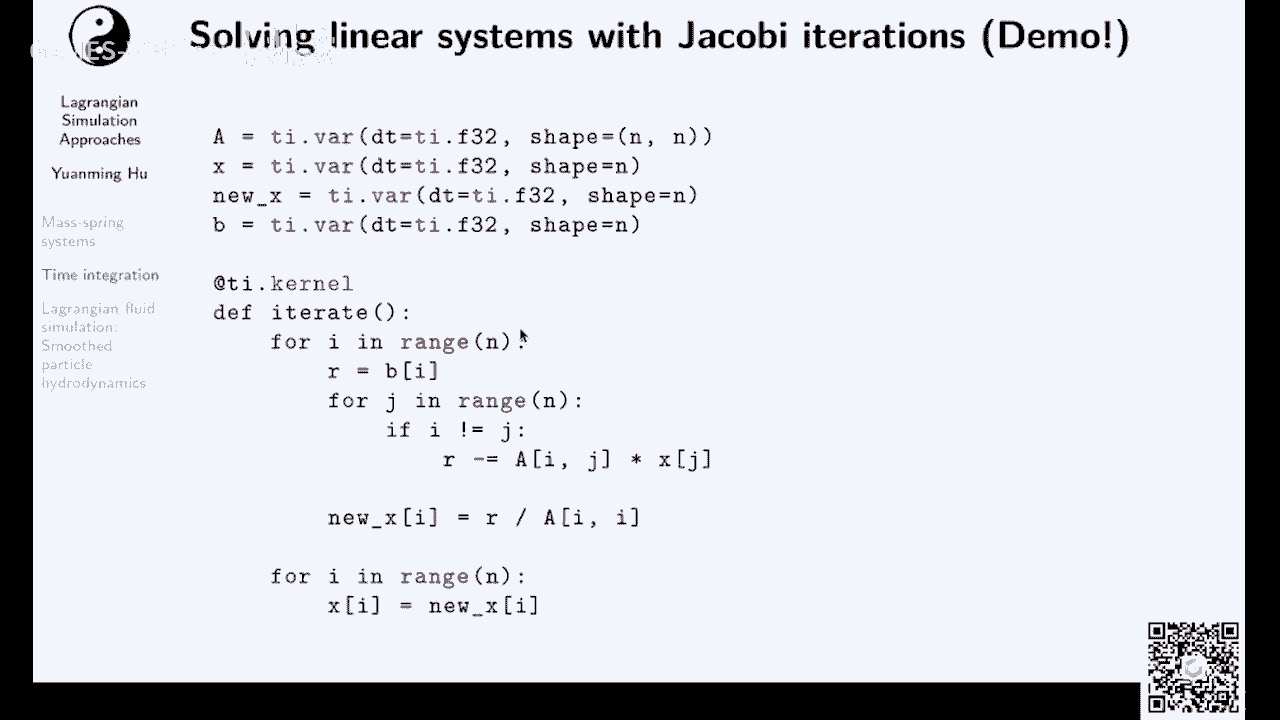 Solving linear systems with Jacobi iterations (Demo!)
Lagrangian
Simulation
Approaches
Yuanming Hu
Mass-spring
systems
Time integration
Lagrangian fluid
simulation:
Smoothed
particle
hydrodynamics
A = ti.var(dt=ti.f32, shape=(n, n))
x = ti.var(dt=ti.f32, shape=n)
new_x = ti.var(dt=ti.f32, shape=n)
b = ti.var(dt=ti.f32, shape=n)
@ti.kernel
def iterate():
for i in range(n):
r = b[i]
for j in range(n):
if i != j:
r -= A[i, j] * x[j]
new_x[i] = r / A[i, i]
for i in range(n):
x[i] = new_x[i]